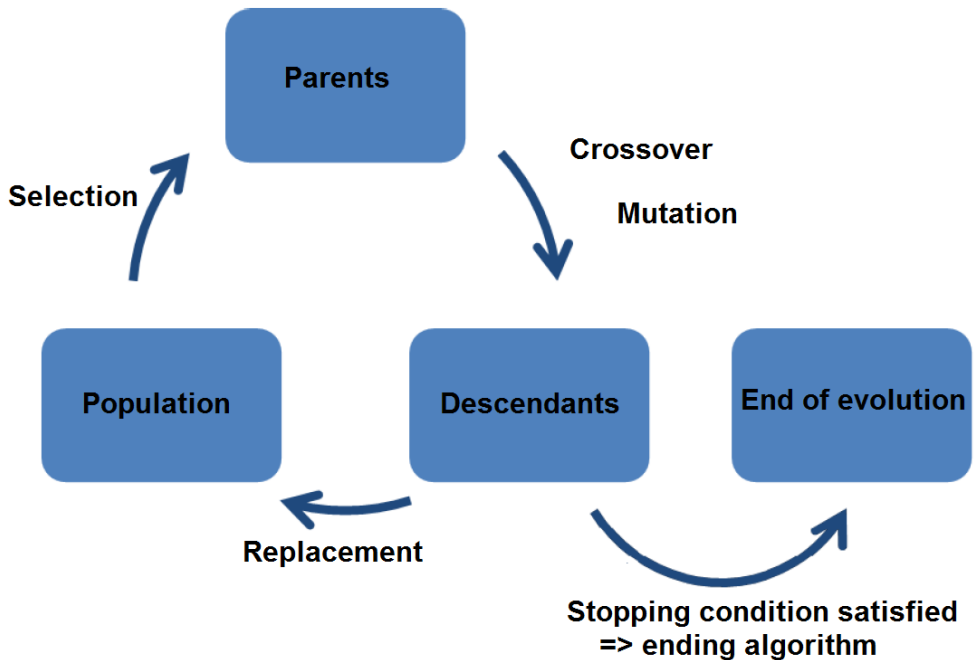 Parents
Crossover
Selection
Mutation
Population
Descendants
End of evolution
Replacement
Stopping condition satisfied
=> ending algorithm